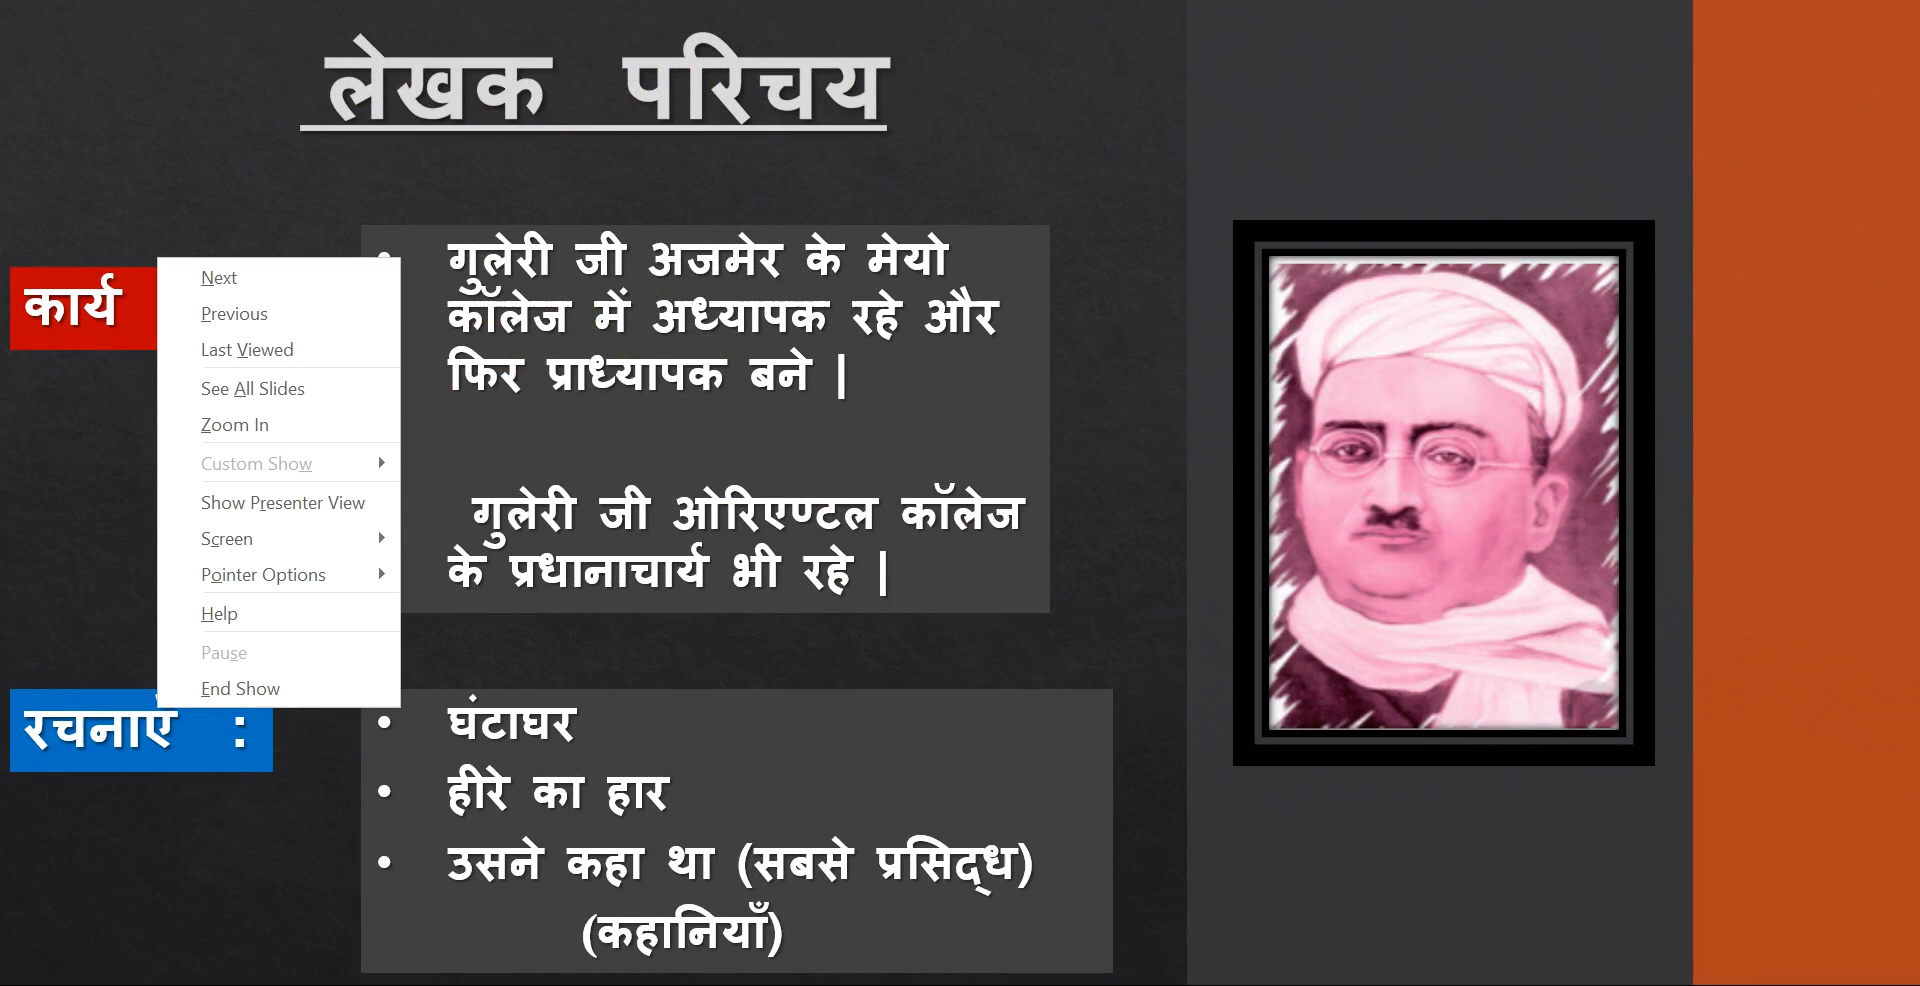 लेखक परिचय
कार्य
• गुलेरी जी अजमेर के मेयो
कॉलेज में अध्यापक रहे और
फिर प्राध्यापक बने |
गुलेरी जी ओरिएण्टल कॉलेज
के प्रधानाचार्य भी रहे |
Next
Previous
Last Viewed
See All Slides
Zoom In
Custom Show
Show Presenter View
Screen
Pointer Options
Help
Pause
End Show
रचनाएँ :
• घंटाघर
• हीरे का हार
• उसने कहा था (सबसे प्रसिद्ध)
(कहानियाँ)